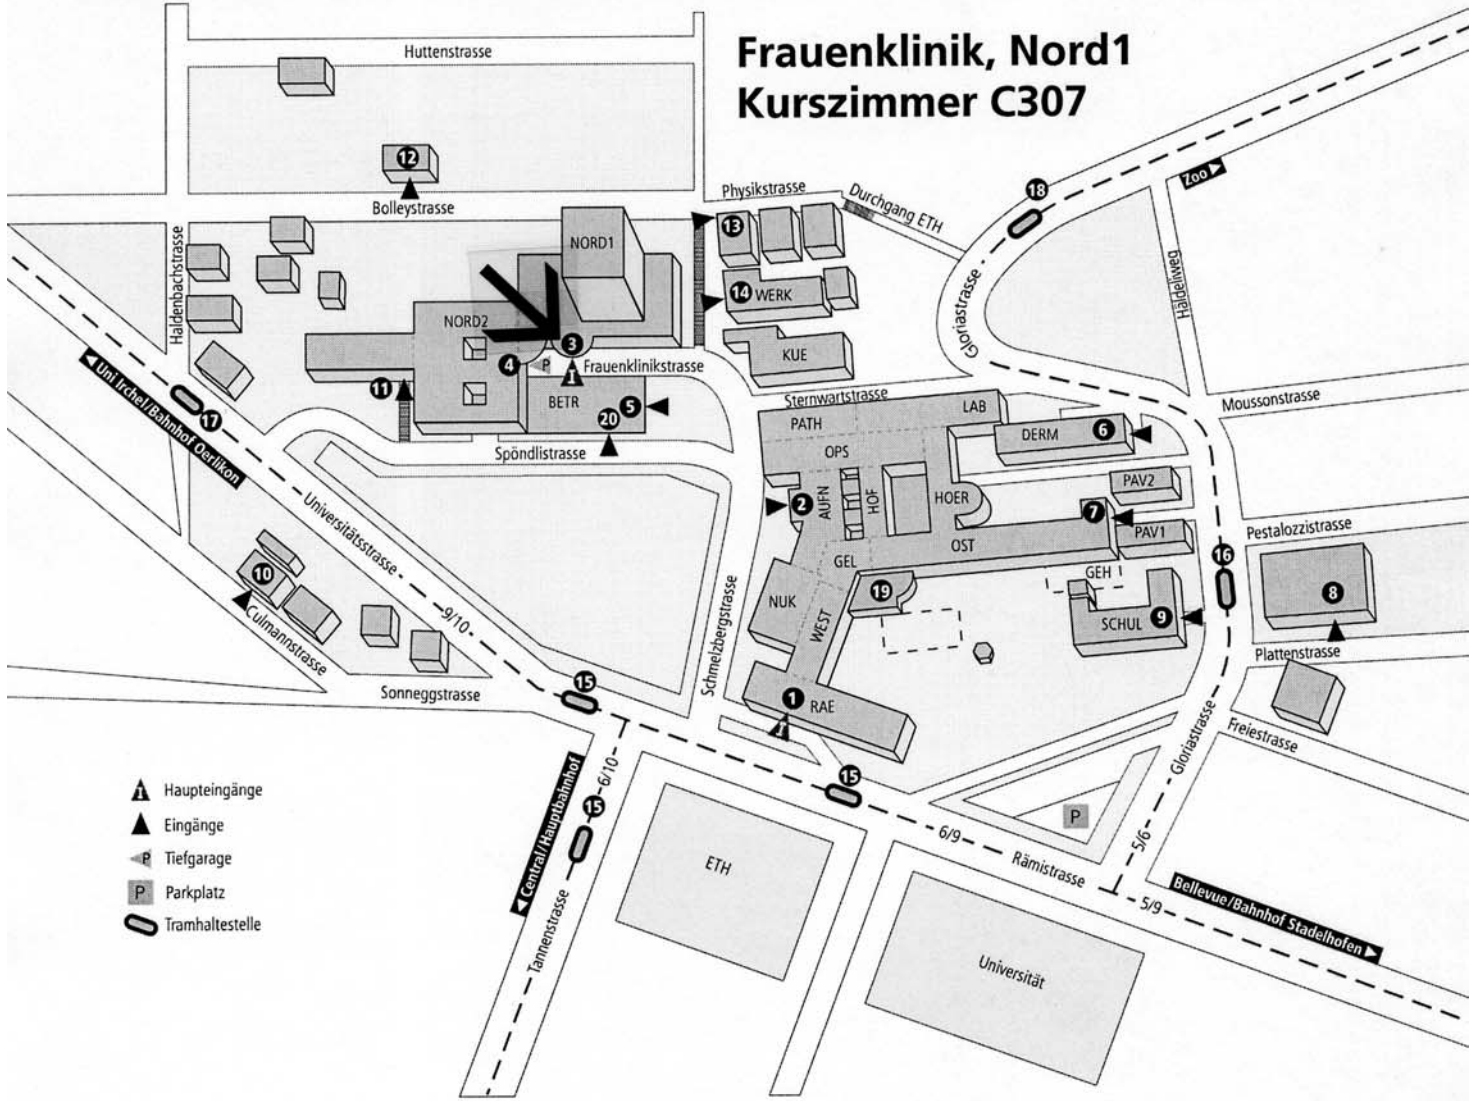 Frauenklinik, Nord1
Kurszimmer C307
Huttenstrasse
12
Bolleystrasse
Haldenbachstrasse
Physikstrasse
Durchgang ETH
18
Zoo
Häldeliweg
Gloriastrasse
13
14 WERK
KUE
NORD1
NORD2
3
4
P
Frauenklinikstrasse
BETR
5
20
11
Spöndlistrasse
Sternwartstrasse
Moussonstrasse
LAB
PATH
OPS
DERM 6
2
AUFN
HOF
HOER
7
PAV2
PAV1
OST
GEL
GEH
NUK
19
WEST
SCHUL 9
1 RAE
Pestalozzistrasse
16
8
Plattenstrasse
Freiestrasse
Gloriastrasse
Uni Irchel/Bahnhof Oerlikon
17
Universitätsstrasse
9/10
10
Culmannstrasse
Sonneggstrasse
15
Schmelzbergstrasse
6/10
15
Central/Hauptbahnhof
Tannenstrasse
15
6/9
Rämistrasse
P
5/6
5/9
Bellevue/Bahnhof Stadelhofen
ETH
Universität
Haupteingänge
Eingänge
P Tiefgarage
P Parkplatz
Tramhaltestelle